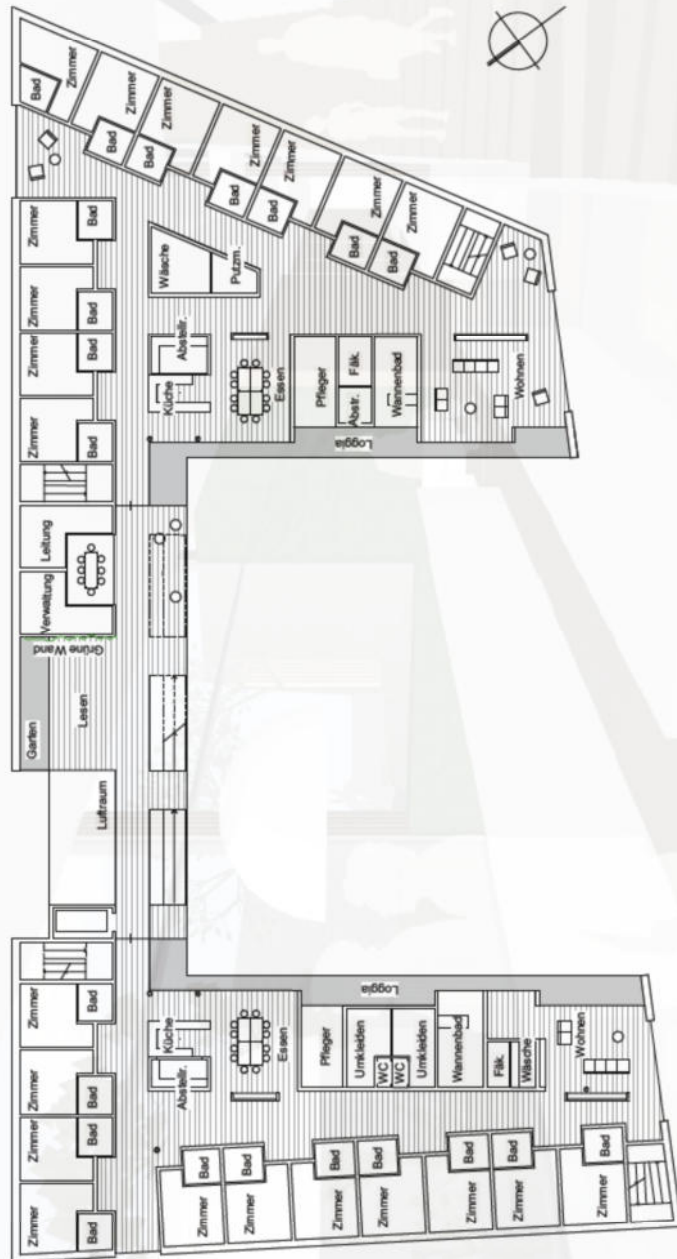 Zimmer
Bad
Zimmer
Bad
Zimmer
Bad
Zimmer
Bad
Zimmer
Bad
Zimmer
Bad
Zimmer
Bad
Zimmer
Bad
Zimmer
Bad
Zimmer
Bad
Zimmer
Bad
Wäsche
Putzm.
Abstellr.
Küche
Essen
Pfleger
Fäk.
Abstr.
Wannenbad
Wohnen
Loggia
Leitung
Verwaltung
Grüne Wand
Garten
Lesen
Luftraum
Zimmer
Bad
Zimmer
Bad
Zimmer
Bad
Zimmer
Bad
Küche
Abstellr.
Essen
Loggia
Pfleger
Umkleiden
WC
WC
Umkleiden
Wannenbad
Fäk.
Wäsche
Wohnen
Bad
Zimmer
Bad
Zimmer
Bad
Zimmer
Bad
Zimmer
Bad
Zimmer
Bad
Zimmer
Bad
Zimmer